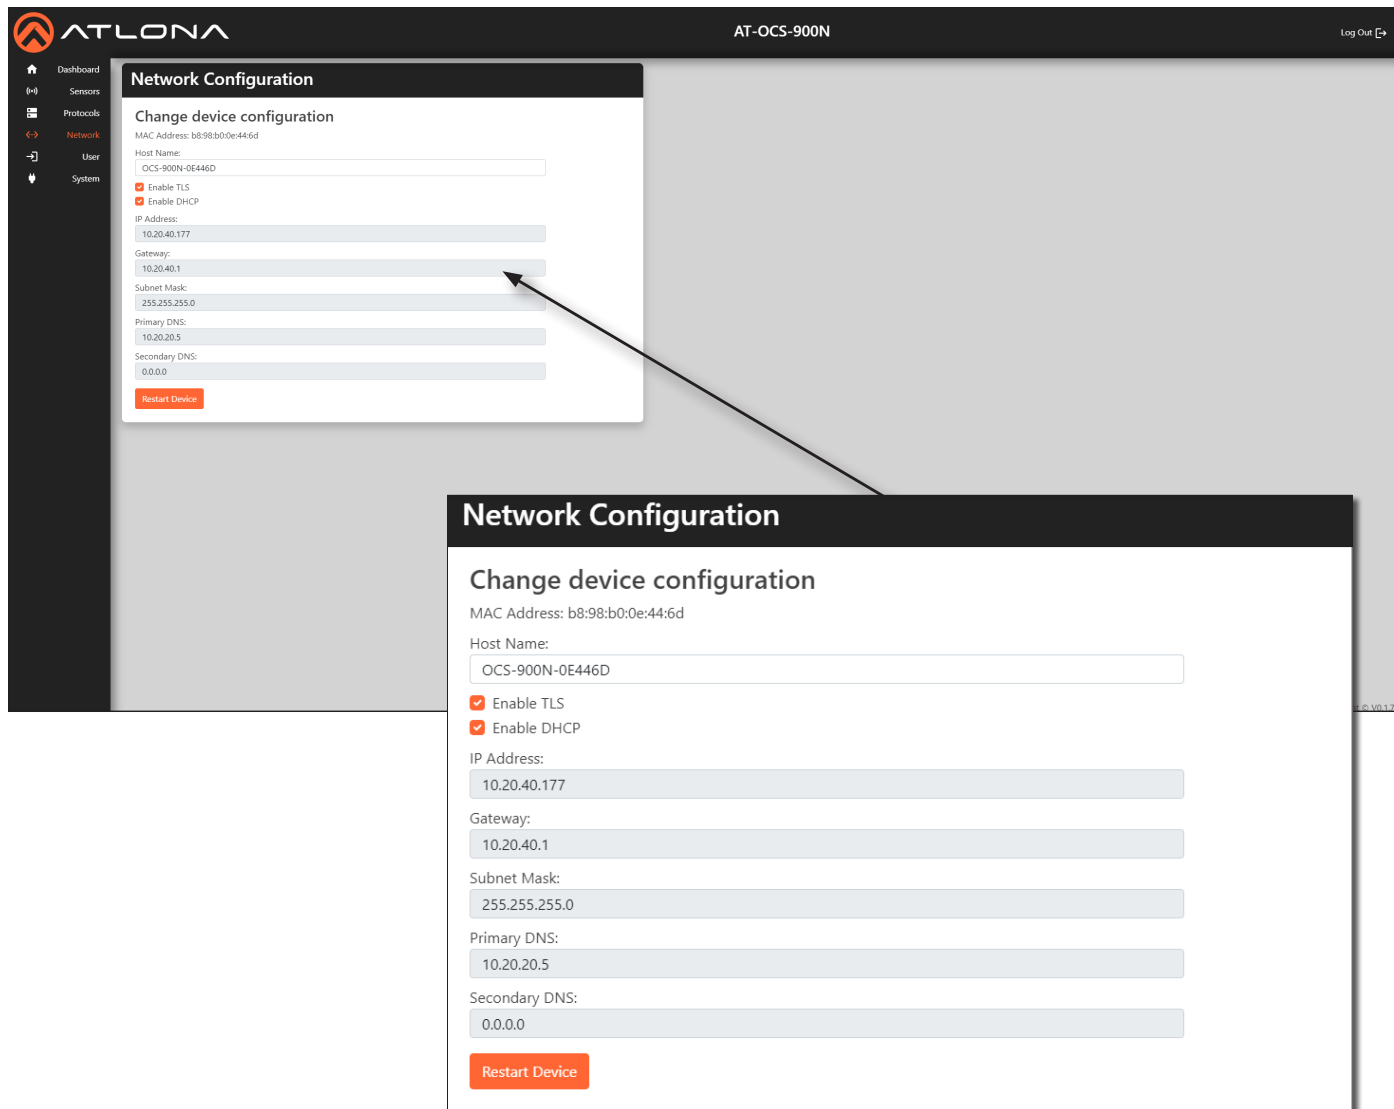 ATLONA
AT-OCS-900N
Log Out
Dashboard
Sensors
Protocols
Network
User
System
Network Configuration
Change device configuration
MAC Address: b8:98:b0:0e:44:6d
Host Name:
OCS-900N-0E446D
Enable TLS
Enable DHCP
IP Address:
10.20.40.177
Gateway:
10.20.40.1
Subnet Mask:
255.255.255.0
Primary DNS:
10.20.20.5
Secondary DNS:
0.0.0.0
Restart Device
Network Configuration
Change device configuration
MAC Address: b8:98:b0:0e:44:6d
Host Name:
OCS-900N-0E446D
Enable TLS
Enable DHCP
IP Address:
10.20.40.177
Gateway:
10.20.40.1
Subnet Mask:
255.255.255.0
Primary DNS:
10.20.20.5
Secondary DNS:
0.0.0.0
Restart Device
© V0.1.7